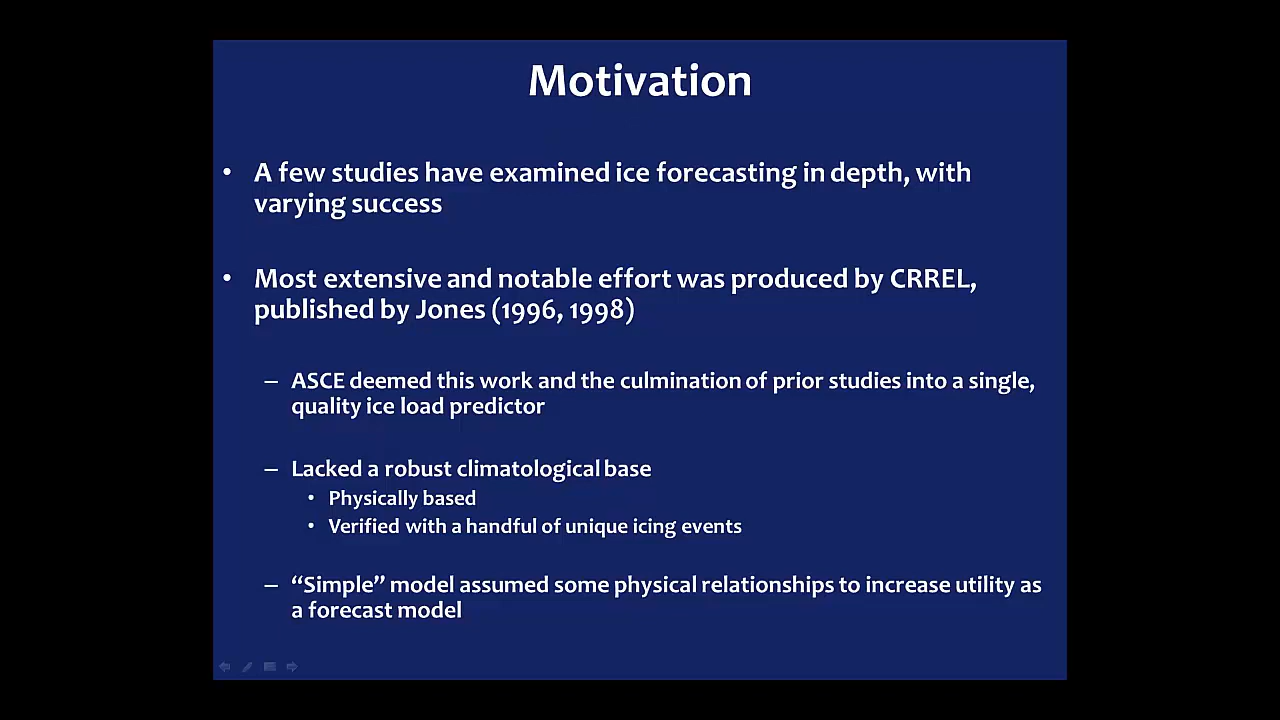 Motivation
• A few studies have examined ice forecasting in depth, with
varying success
• Most extensive and notable effort was produced by CRREL,
published by Jones (1996, 1998)
– ASCE deemed this work and the culmination of prior studies into a single,
quality ice load predictor
– Lacked a robust climatological base
• Physically based
• Verified with a handful of unique icing events
– “Simple” model assumed some physical relationships to increase utility as
a forecast model